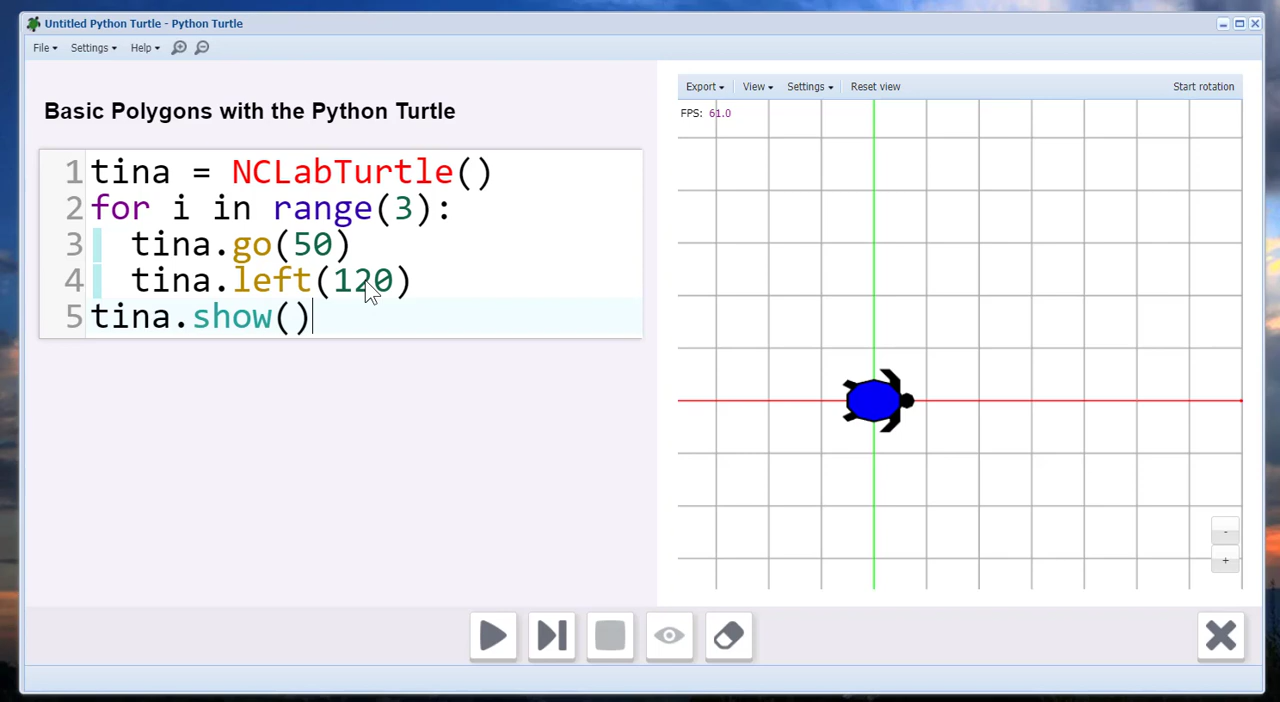 Untitled Python Turtle - Python Turtle
File Settings Help
Basic Polygons with the Python Turtle
1 tina = NCLabTurtle()
2 for i in range(3):
3 tina.go(50)
4 tina.left(120)
5 tina.show()
Export View Settings Reset view Start rotation
FPS: 61.0
-
+